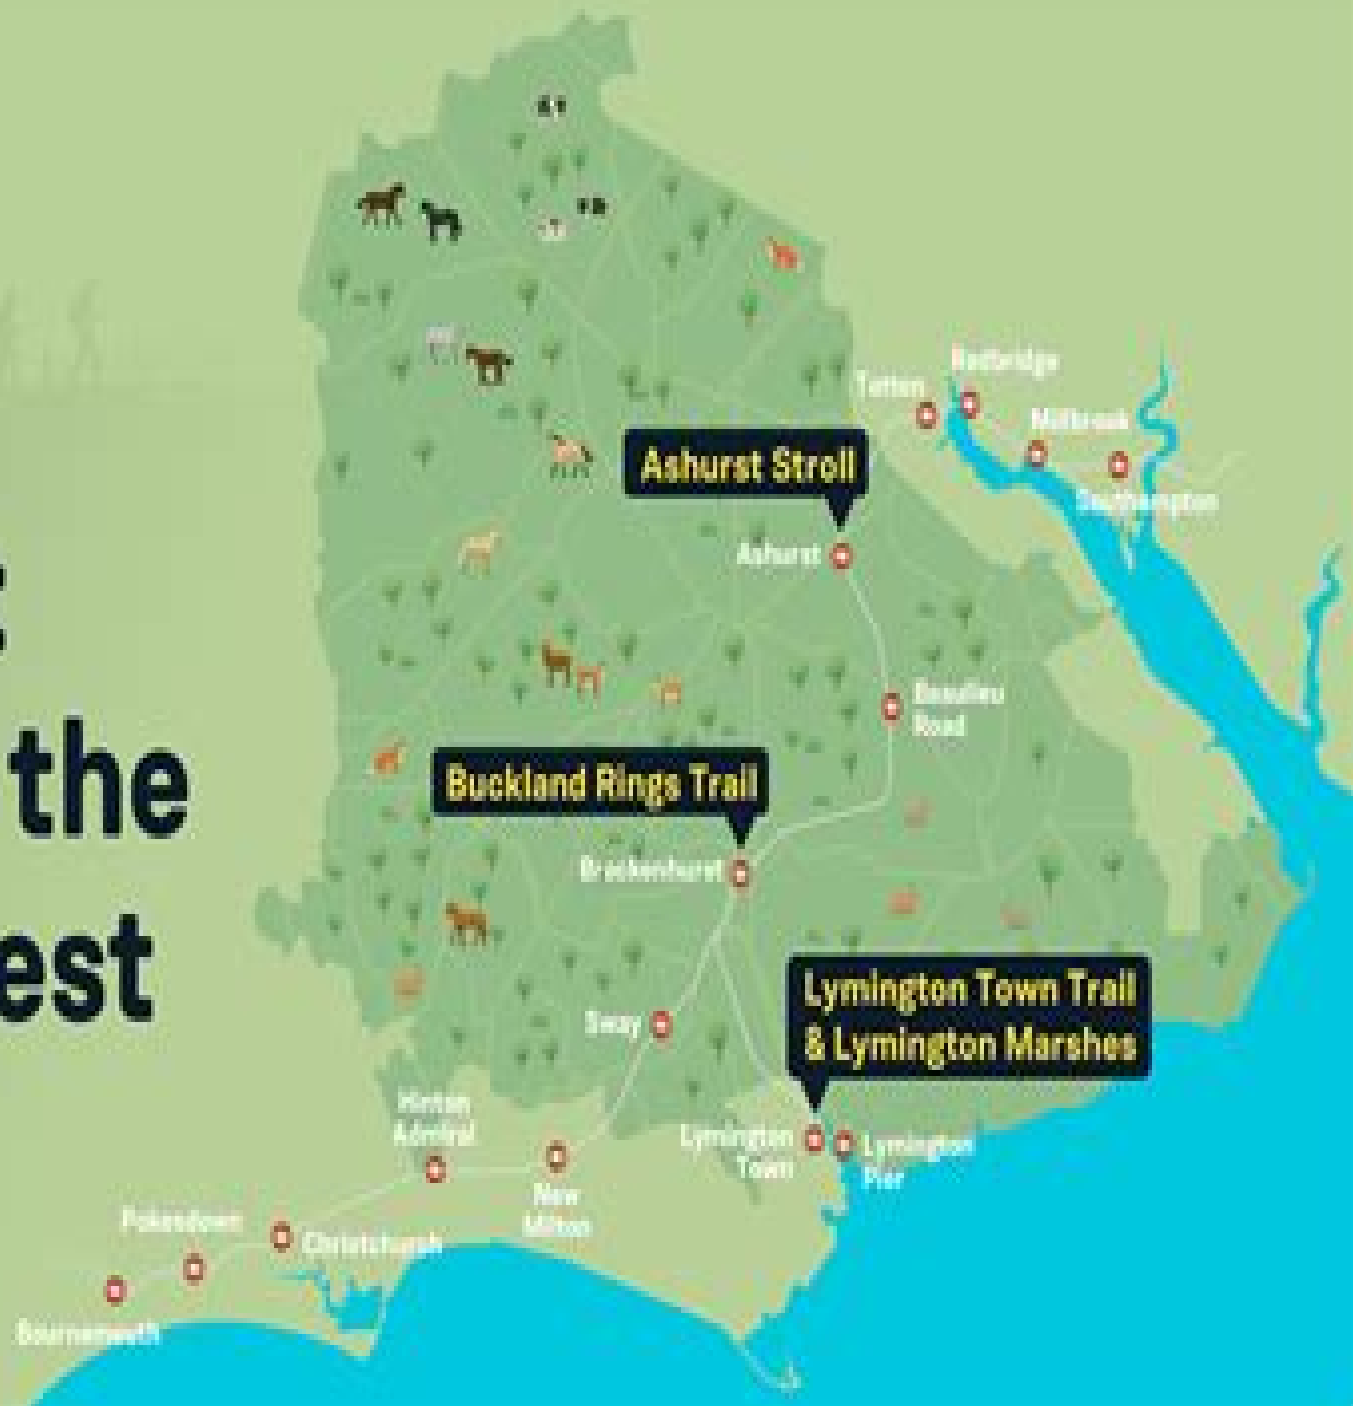 the
est
Redbridge
Totton
Millbrook
Southampton
Ashurst Stroll
Ashurst
Beaulieu
Road
Buckland Rings Trail
Brockenhurst
Lymington Town Trail
& Lymington Marshes
Sway
Hinton
Admiral
Lymington
Town
Lymington
Pier
New
Milton
Pokesdown
Christchurch
Bournemouth